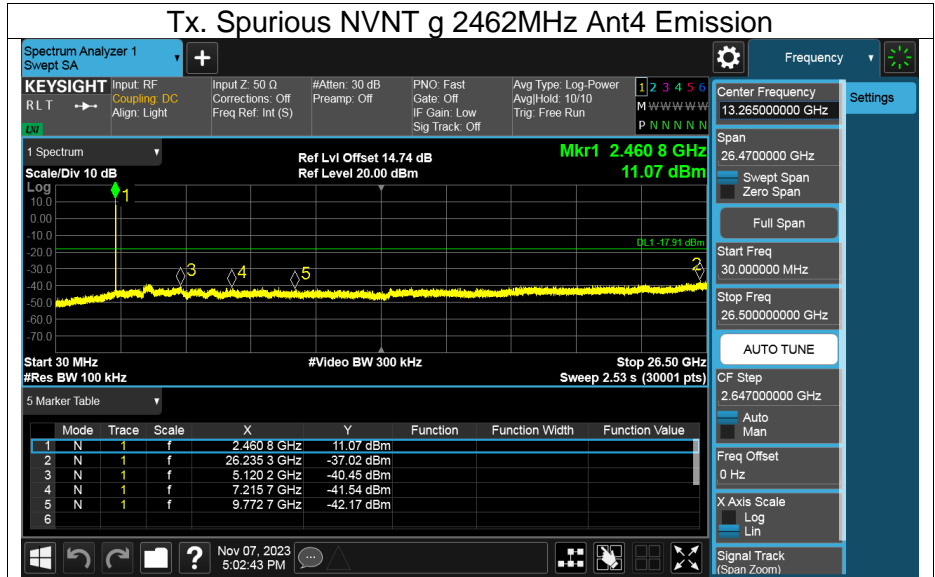 Tx. Spurious NVNT g 2462MHz Ant4 Emission
Spectrum Analyzer 1
Swept SA
+
Frequency
KEYSIGHT
RLT
LXI
Input: RF
Coupling: DC
Align: Light
Input Z: 50 Ω
Corrections: Off
Freq Ref: Int (S)
#Atten: 30 dB
Preamp: Off
PNO: Fast
Gate: Off
IF Gain: Low
Sig Track: Off
Avg Type: Log-Power
Avg|Hold: 10/10
Trig: Free Run
1 2 3 4 5 6
M W W W W W
P N N N N N
Center Frequency
13.265000000 GHz
Settings
1 Spectrum
Scale/Div 10 dB
Ref Lvl Offset 14.74 dB
Ref Level 20.00 dBm
Mkr1 2.460 8 GHz
11.07 dBm
Log
10.0
0.00
-10.0
-20.0
-30.0
-40.0
-50.0
-60.0
-70.0
1
DL1 -17.91 dBm
3
4
5
2
Start 30 MHz
#Res BW 100 kHz
#Video BW 300 kHz
Stop 26.50 GHz
Sweep 2.53 s (30001 pts)
Span
26.4700000 GHz
Swept Span
Zero Span
Full Span
Start Freq
30.000000 MHz
Stop Freq
26.500000000 GHz
AUTO TUNE
CF Step
2.647000000 GHz
Auto
Man
Freq Offset
0 Hz
X Axis Scale
Log
Lin
Signal Track
(Span Zoom)
5 Marker Table
Mode Trace Scale X Y Function Function Width Function Value
1 N 1 f 2.460 8 GHz 11.07 dBm
2 N 1 f 26.235 3 GHz -37.02 dBm
3 N 1 f 5.120 2 GHz -40.45 dBm
4 N 1 f 7.215 7 GHz -41.54 dBm
5 N 1 f 9.772 7 GHz -42.17 dBm
6
?
Nov 07, 2023
5:02:43 PM